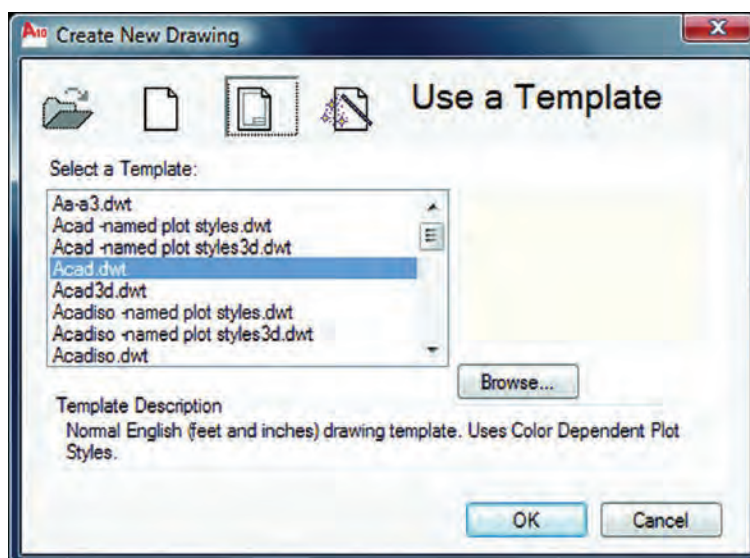 A10 Create New Drawing
Use a Template
Select a Template:
Aa-a3.dwt
Acad -named plot styles.dwt
Acad -named plot styles3d.dwt
Acad.dwt
Acad3d.dwt
Acadiso -named plot styles.dwt
Acadiso -named plot styles3d.dwt
Acadiso.dwt
Browse...
Template Description
Normal English (feet and inches) drawing template. Uses Color Dependent Plot
Styles.
OK Cancel